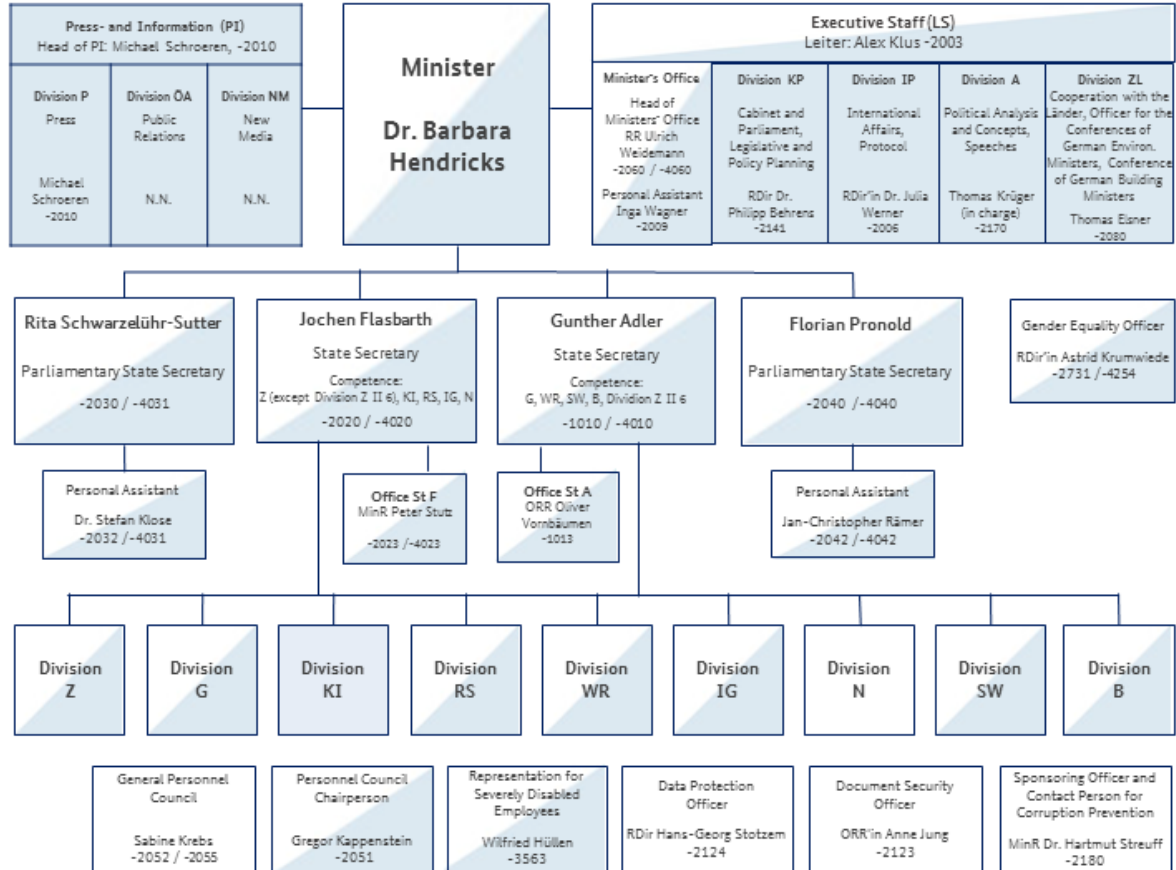 Press- and Information (PI)
Head of PI: Michael Schroeren, -2010
Division P
Press
Michael
Schroeren
-2010
Division ÖA
Public
Relations
N.N.
Division NM
New
Media
N.N.
Minister
Dr. Barbara
Hendricks
Executive Staff (LS)
Leiter: Alex Klus -2003
Minister's Office
Head of
Ministers' Office
RR Ulrich
Weidemann
-2060 / -4060
Personal Assistant
Inga Wagner
-2009
Division KP
Cabinet and
Parliament,
Legislative and
Policy Planning
RDir Dr.
Philipp Behrens
-2141
Division IP
International
Affairs,
Protocol
RDir'in Dr. Julia
Werner
-2006
Division A
Political Analysis
and Concepts,
Speeches
Thomas Krüger
(in charge)
-2170
Division ZL
Cooperation with the
Länder, Officer for the
Conferences of
German Environ.
Ministers, Conference
of German Building
Ministers
Thomas Elsner
-2080
Rita Schwarzelühr-Sutter
Parliamentary State Secretary
-2030 / -4031
Jochen Flasbarth
State Secretary
Competence:
Z (except Division Z II 6), KI, RS, IG, N
-2020 / -4020
Gunther Adler
State Secretary
Competence:
G, WR, SW, B, Dividion Z II 6
-1010 / -4010
Florian Pronold
Parliamentary State Secretary
-2040 / -4040
Gender Equality Officer
RDir'in Astrid Krumwiede
-2731 / -4254
Personal Assistant
Dr. Stefan Klose
-2032 / -4031
Office St F
MinR Peter Stutz
-2023 / -4023
Office St A
ORR Oliver
Vornbäumen
-1013
Personal Assistant
Jan-Christopher Rämer
-2042 / -4042
Division
Z
Division
G
Division
KI
Division
RS
Division
WR
Division
IG
Division
N
Division
SW
Division
B
General Personnel
Council
Sabine Krebs
-2052 / -2055
Personnel Council
Chairperson
Gregor Kappenstein
-2051
Representation for
Severely Disabled
Employees
Wilfried Hüllen
-3563
Data Protection
Officer
RDir Hans-Georg Stotzem
-2124
Document Security
Officer
ORR'in Anne Jung
-2123
Sponsoring Officer and
Contact Person for
Corruption Prevention
MinR Dr. Hartmut Streuff
-2180